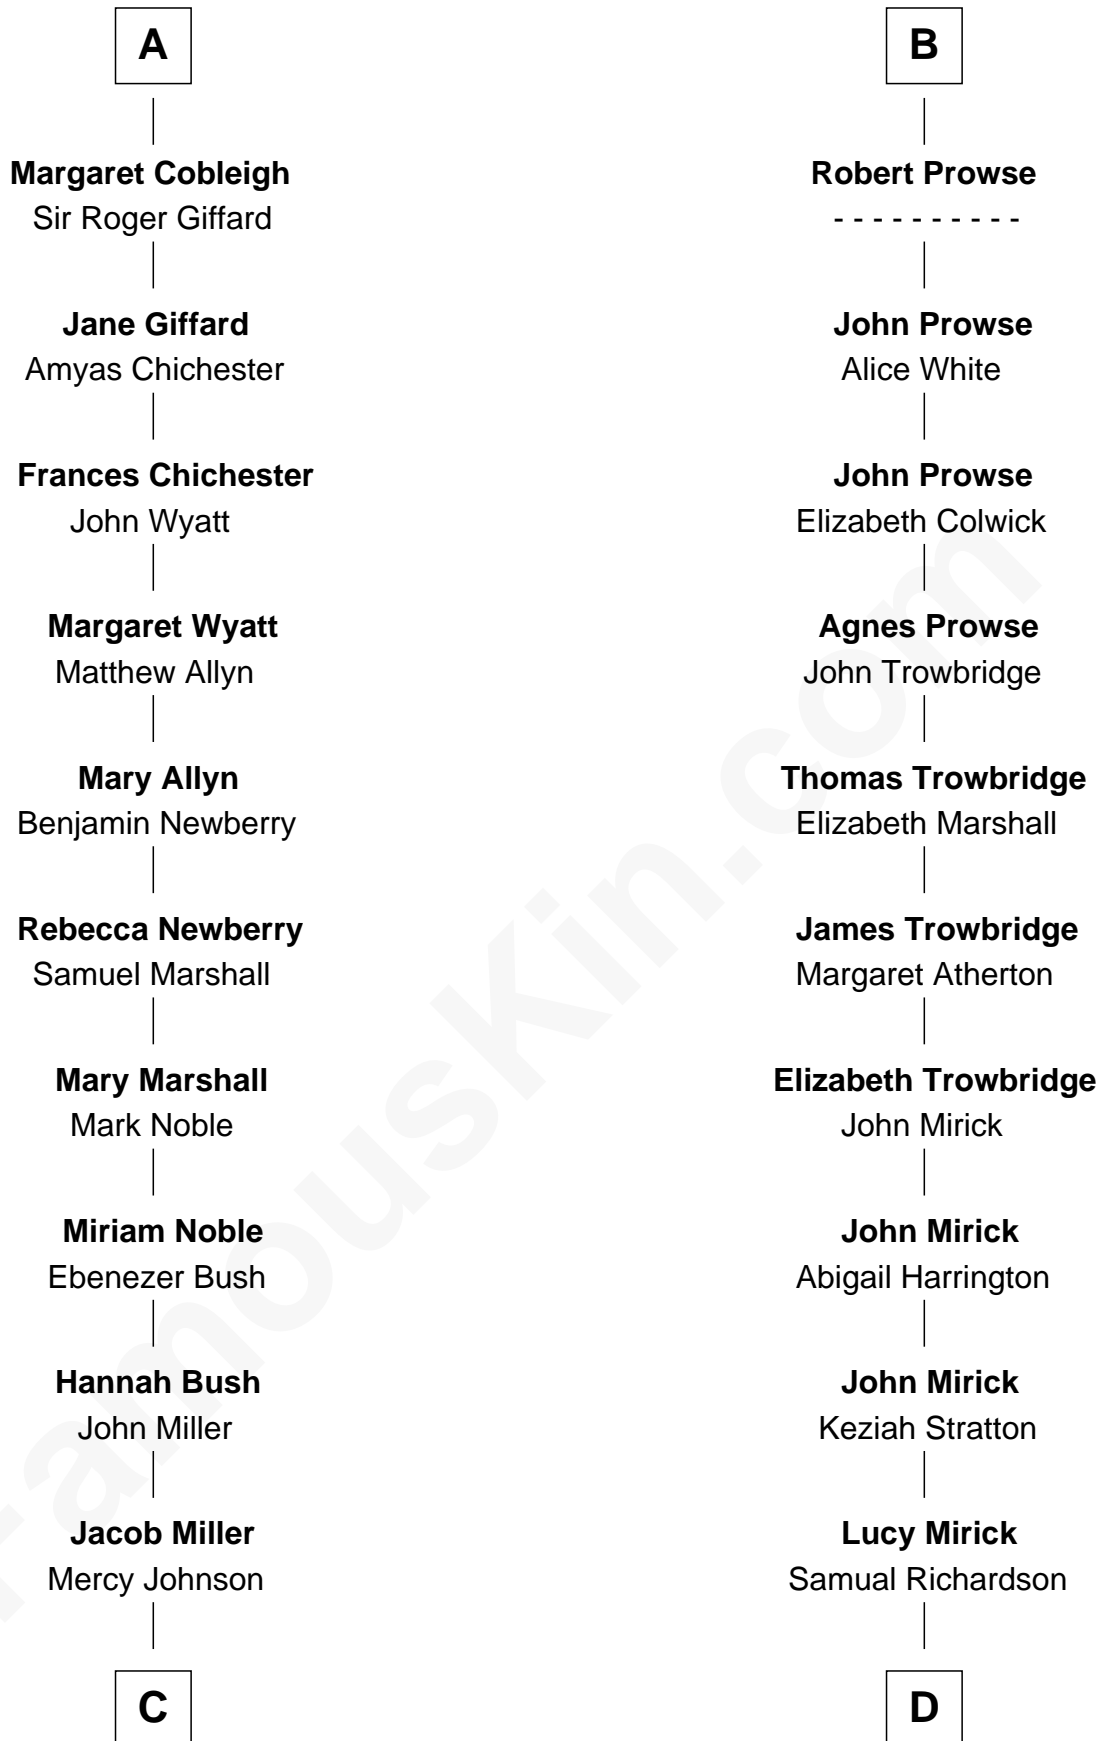 A
Margaret Cobleigh
Sir Roger Giffard
Jane Giffard
Amyas Chichester
Frances Chichester
John Wyatt
Margaret Wyatt
Matthew Allyn
Mary Allyn
Benjamin Newberry
Rebecca Newberry
Samuel Marshall
Mary Marshall
Mark Noble
Miriam Noble
Ebenezer Bush
Hannah Bush
John Miller
Jacob Miller
Mercy Johnson
C
B
Robert Prowse
- - - - - - - - - -
John Prowse
Alice White
John Prowse
Elizabeth Colwick
Agnes Prowse
John Trowbridge
Thomas Trowbridge
Elizabeth Marshall
James Trowbridge
Margaret Atherton
Elizabeth Trowbridge
John Mirick
John Mirick
Abigail Harrington
John Mirick
Keziah Stratton
Lucy Mirick
Samual Richardson
D
FamousKin.com